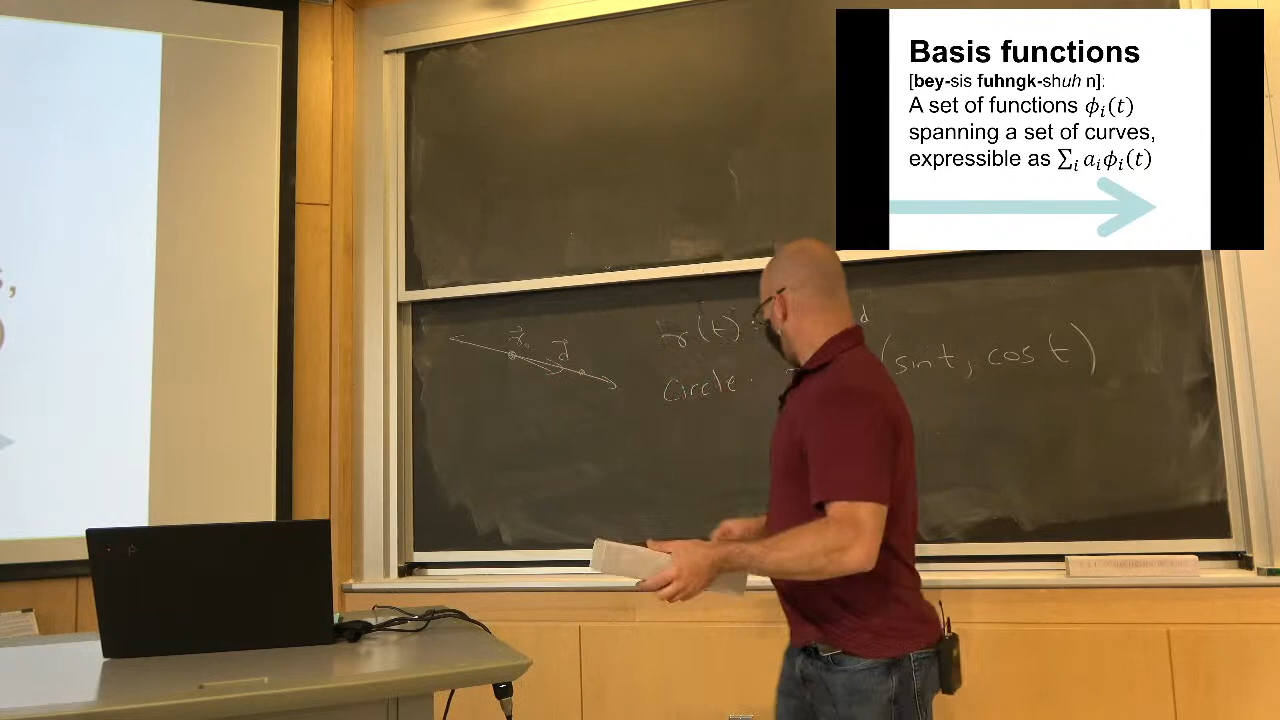 Basis functions
[bey-sis fuhngk-shuh n]:
A set of functions ϕᵢ(t)
spanning a set of curves,
expressible as ∑ᵢ aᵢϕᵢ(t)
r⃗₀
d⃗
r(t) : d
Circle : (sin t, cos t)